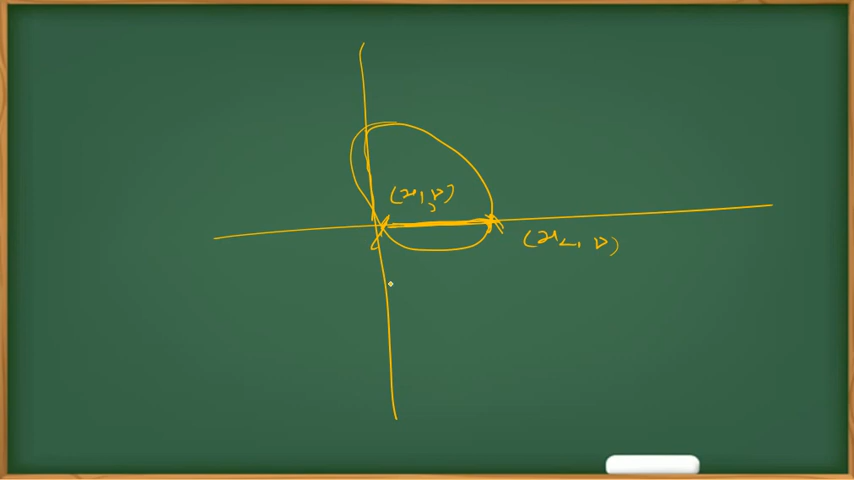 (x1, 0)
(x2, 0)